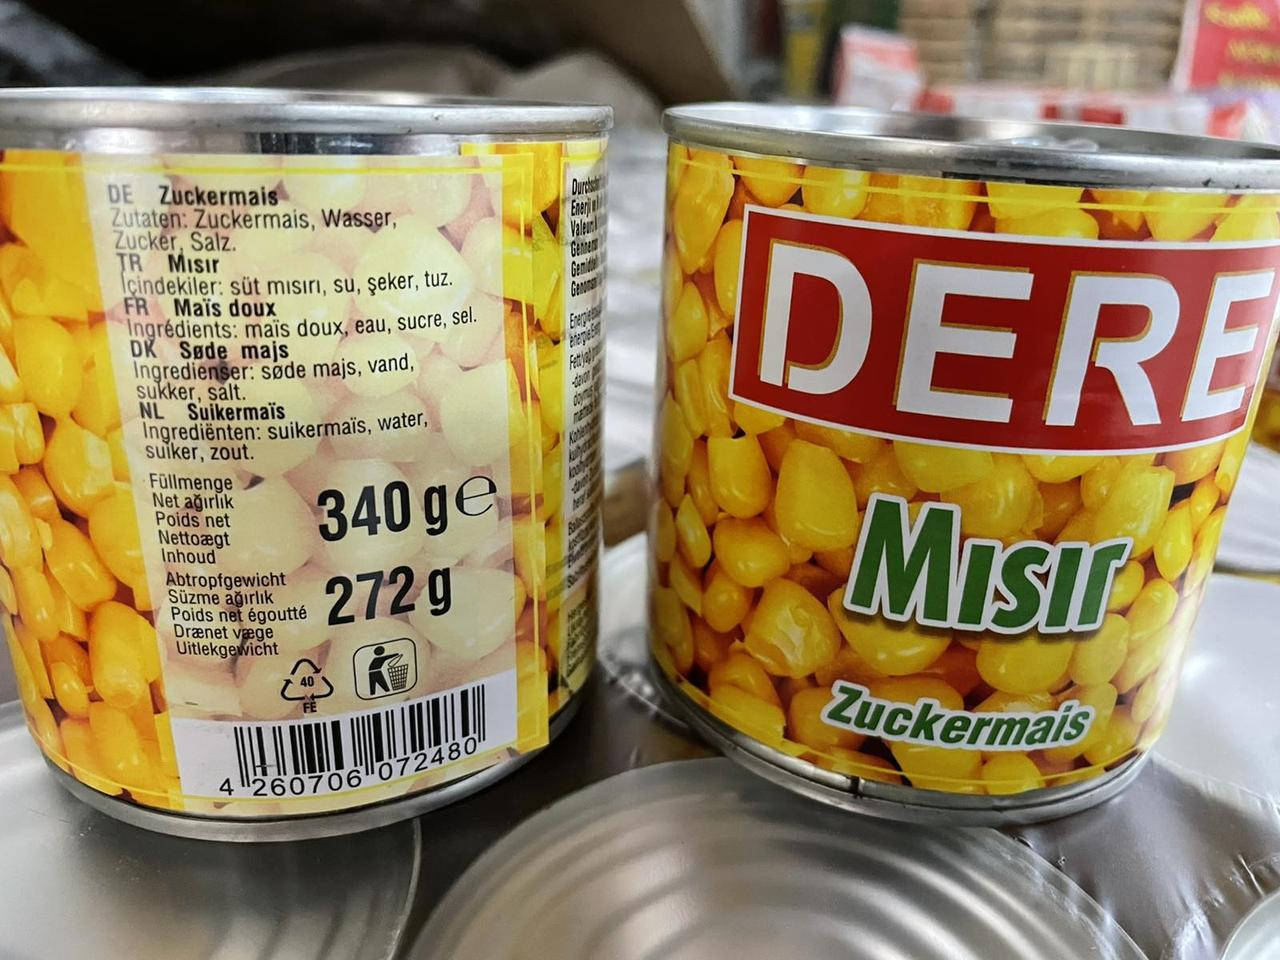 DE Zuckermais
Zutaten: Zuckermais, Wasser,
Zucker, Salz.
TR Mısır
İçindekiler: süt mısırı, su, şeker, tuz.
FR Maïs doux
Ingrédients: maïs doux, eau, sucre, sel.
DK Søde majs
Ingredienser: søde majs, vand,
sukker, salt.
NL Suikermaïs
Ingrediënten: suikermaïs, water,
suiker, zout.
Füllmenge
Net ağırlık
Poids net
Nettoægt
Inhoud
340 g e
Abtropfgewicht
Süzme ağırlık
Poids net égoutté
Drænet væge
Uitlekgewicht
272 g
40
FE
4 260706 072480
DERE
Mısır
Zuckermais